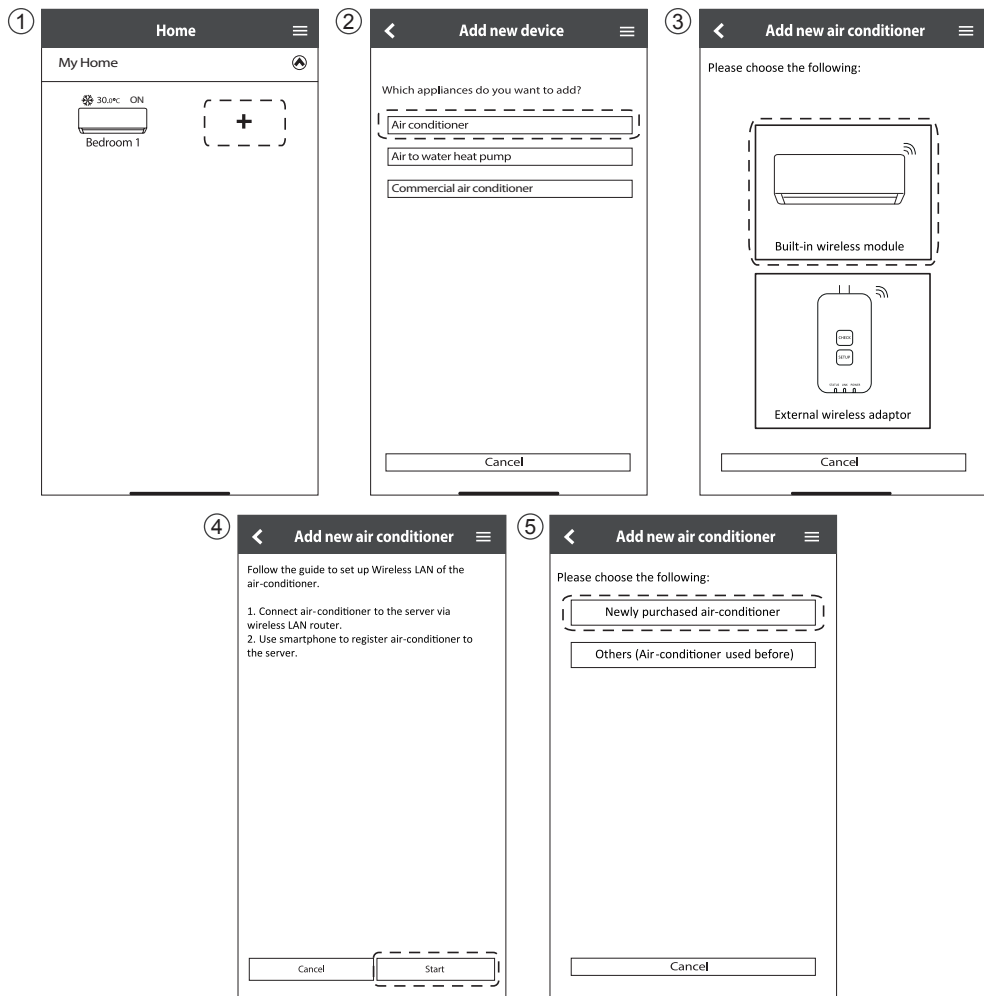 ①
Home
My Home
30.0°C ON
Bedroom 1
+
②
Add new device
Which appliances do you want to add?
Air conditioner
Air to water heat pump
Commercial air conditioner
Cancel
③
Add new air conditioner
Please choose the following:
Built-in wireless module
CHECK
SETUP
STATUS LINK POWER
External wireless adaptor
Cancel
④
Add new air conditioner
Follow the guide to set up Wireless LAN of the
air-conditioner.
1. Connect air-conditioner to the server via
wireless LAN router.
2. Use smartphone to register air-conditioner to
the server.
Cancel
Start
⑤
Add new air conditioner
Please choose the following:
Newly purchased air-conditioner
Others (Air-conditioner used before)
Cancel